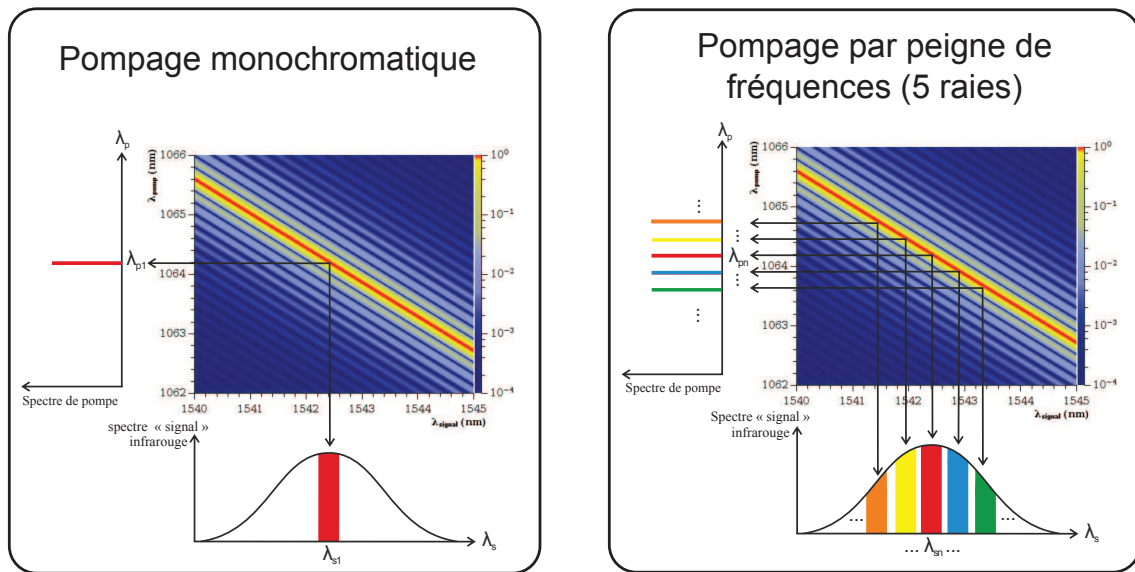 Pompage monochromatique
λp
λpump (nm)
1066
1065
1064
1063
1062
10⁰
10⁻¹
10⁻²
10⁻³
10⁻⁴
λp1
Spectre de pompe
1540 1541 1542 1543 1544 1545
λsignal (nm)
spectre « signal »
infrarouge
λs
λs1
Pompage par peigne de
fréquences (5 raies)
λp
λpump (nm)
1066
1065
1064
1063
1062
10⁰
10⁻¹
10⁻²
10⁻³
10⁻⁴
...
...
λpn
...
...
Spectre de pompe
1540 1541 1542 1543 1544 1545
λsignal (nm)
Spectre « signal »
infrarouge
... ...
λs
... λsn ...